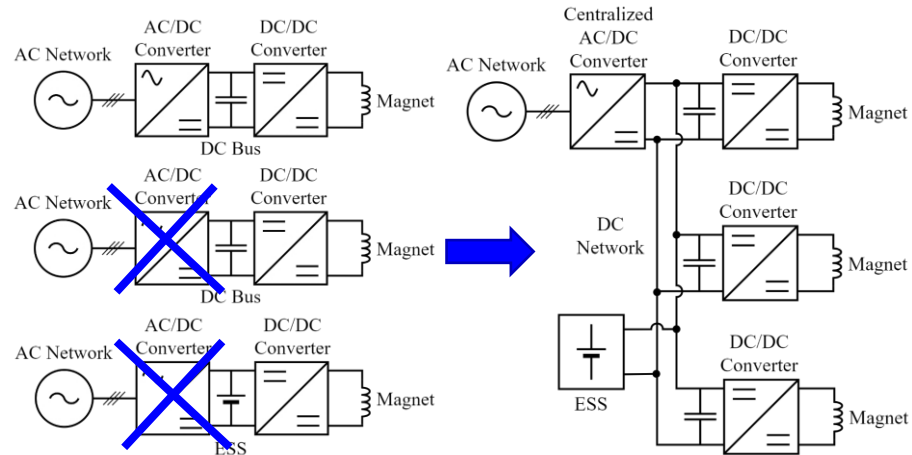 AC Network
AC/DC
Converter
DC/DC
Converter
Magnet
DC Bus
AC Network
AC/DC
Converter
DC/DC
Converter
Magnet
DC Bus
AC Network
AC/DC
Converter
DC/DC
Converter
Magnet
ESS
Centralized
AC/DC
Converter
DC/DC
Converter
AC Network
Magnet
DC/DC
Converter
DC
Network
Magnet
DC/DC
Converter
ESS
Magnet